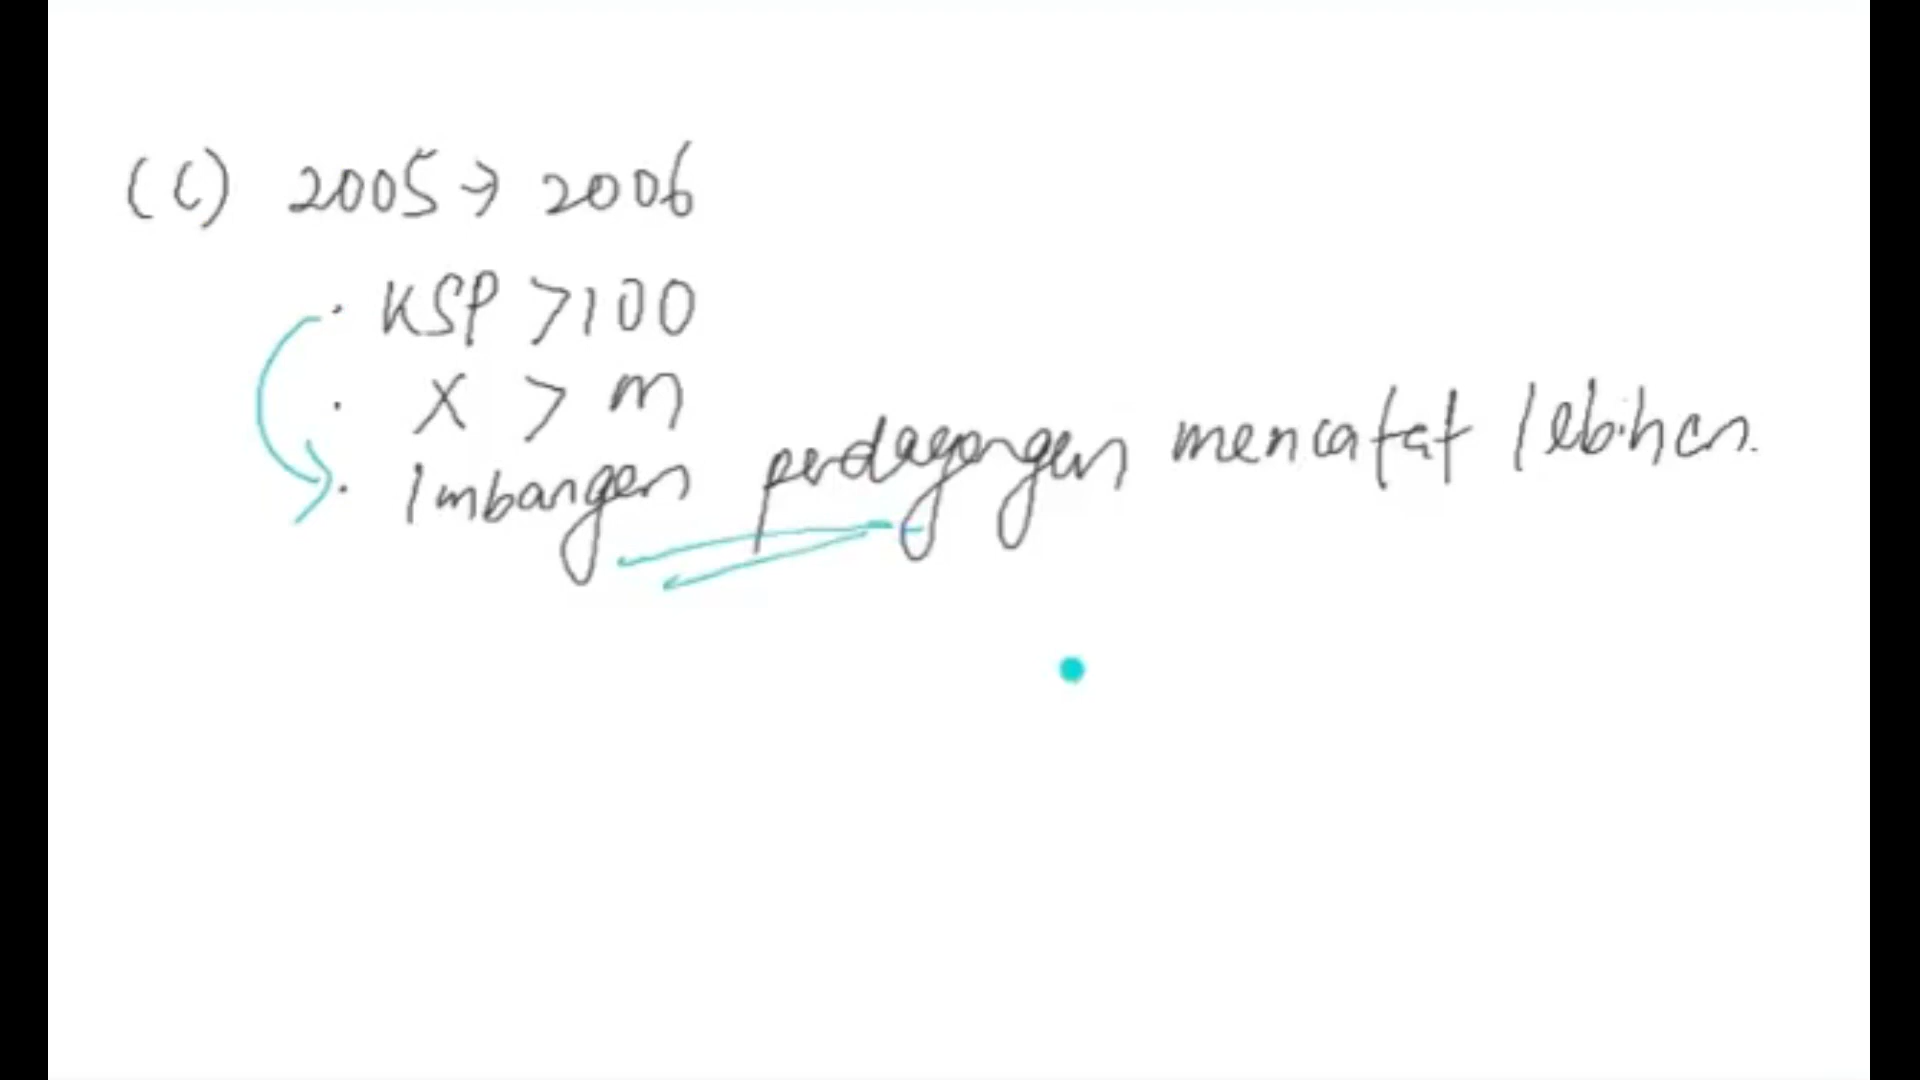 (C) 2005 → 2006
· KSP > 100
· X > m
· Imbangan perdagangan mencatat lebihan.